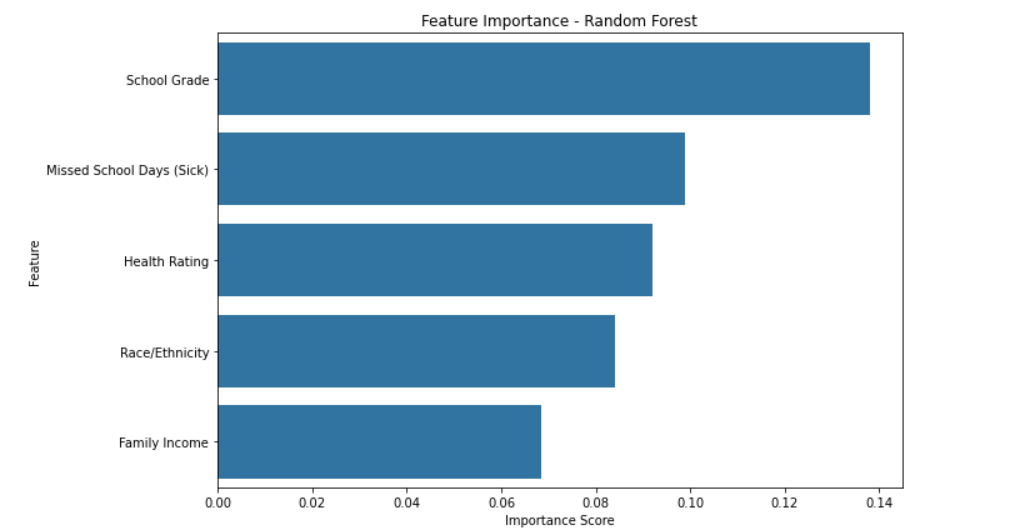 Feature Importance - Random Forest
School Grade
Missed School Days (Sick)
Health Rating
Race/Ethnicity
Family Income
Feature
0.00 0.02 0.04 0.06 0.08 0.10 0.12 0.14
Importance Score